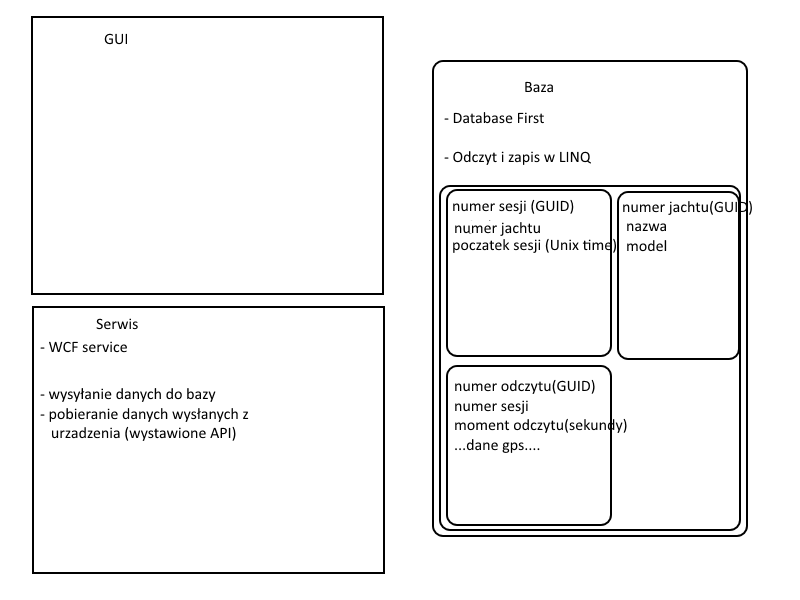 GUI
Serwis
- WCF service
- wysyłanie danych do bazy
- pobieranie danych wysłanych z
urzadzenia (wystawione API)
Baza
- Database First
- Odczyt i zapis w LINQ
numer sesji (GUID)
numer jachtu
poczatek sesji (Unix time)
numer jachtu(GUID)
nazwa
model
numer odczytu(GUID)
numer sesji
moment odczytu(sekundy)
...dane gps....